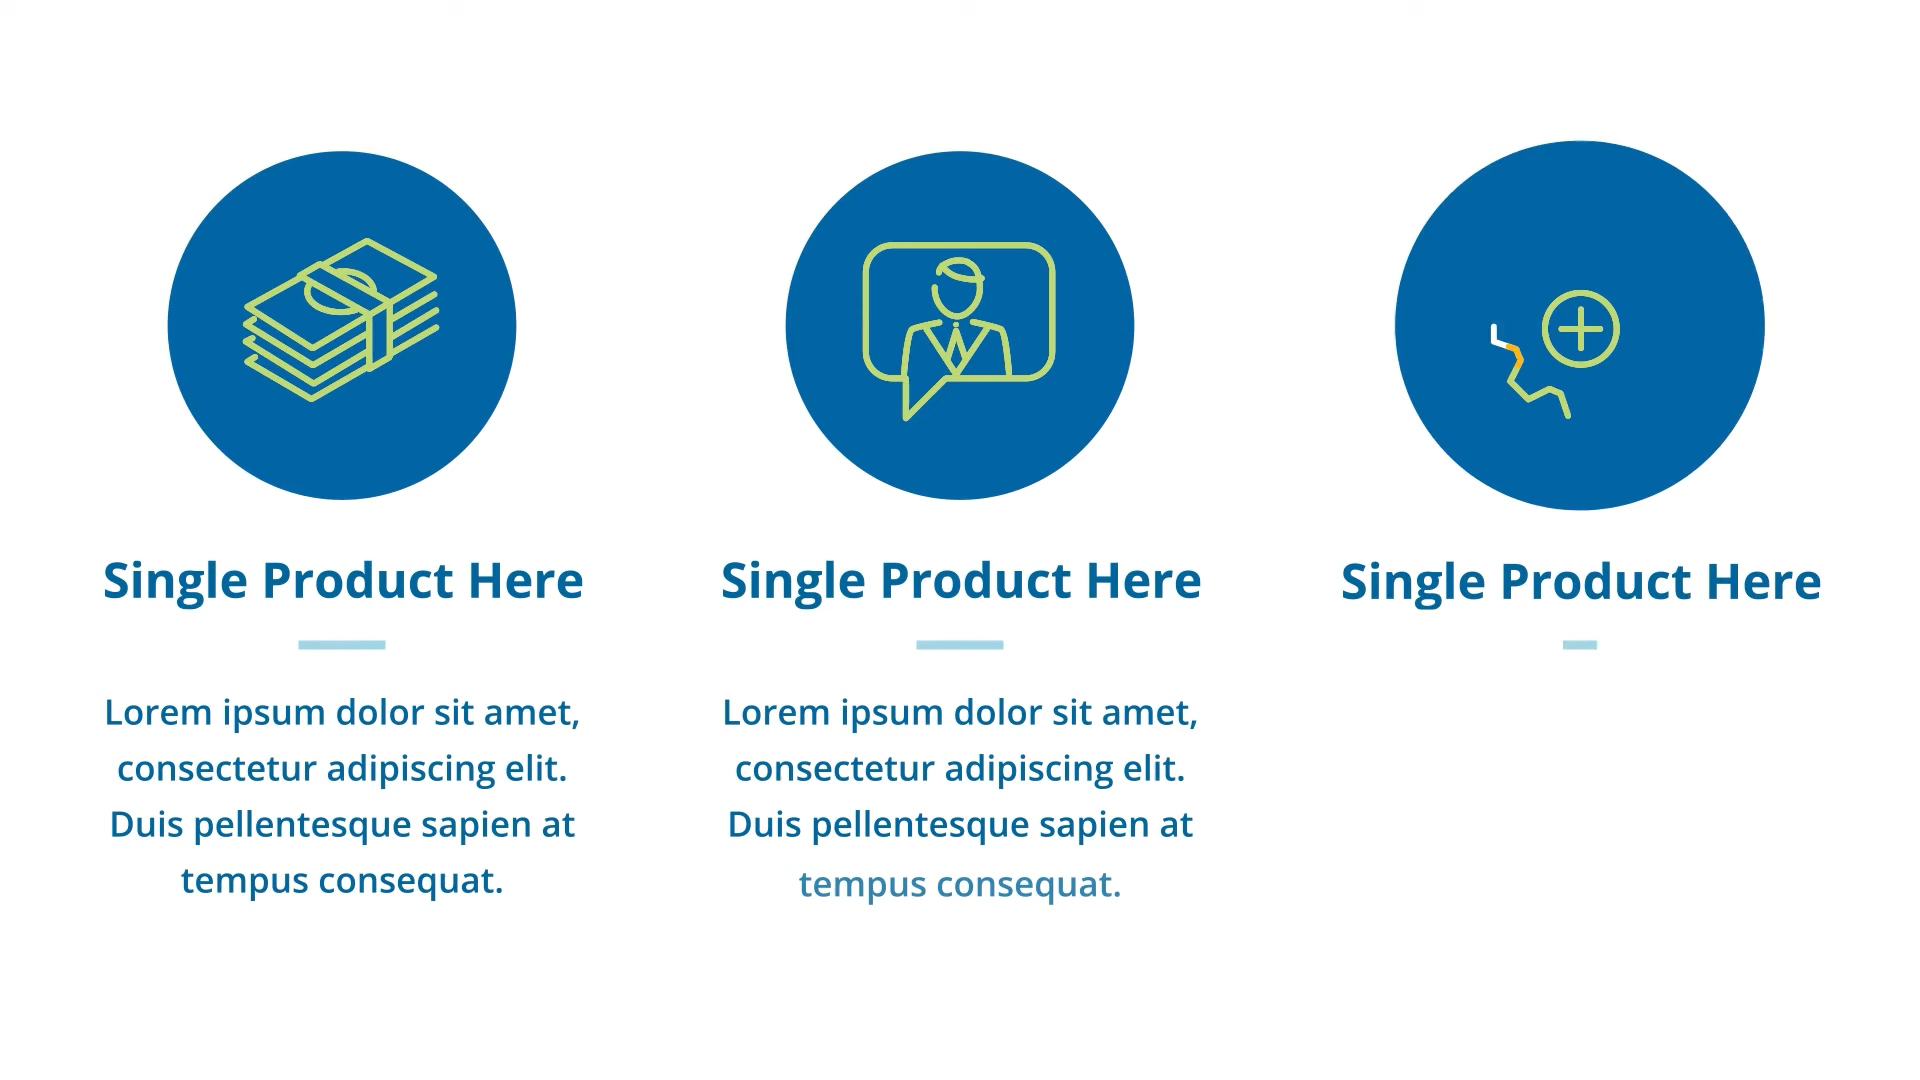 Single Product Here
Lorem ipsum dolor sit amet,
consectetur adipiscing elit.
Duis pellentesque sapien at
tempus consequat.
Single Product Here
Lorem ipsum dolor sit amet,
consectetur adipiscing elit.
Duis pellentesque sapien at
tempus consequat.
Single Product Here